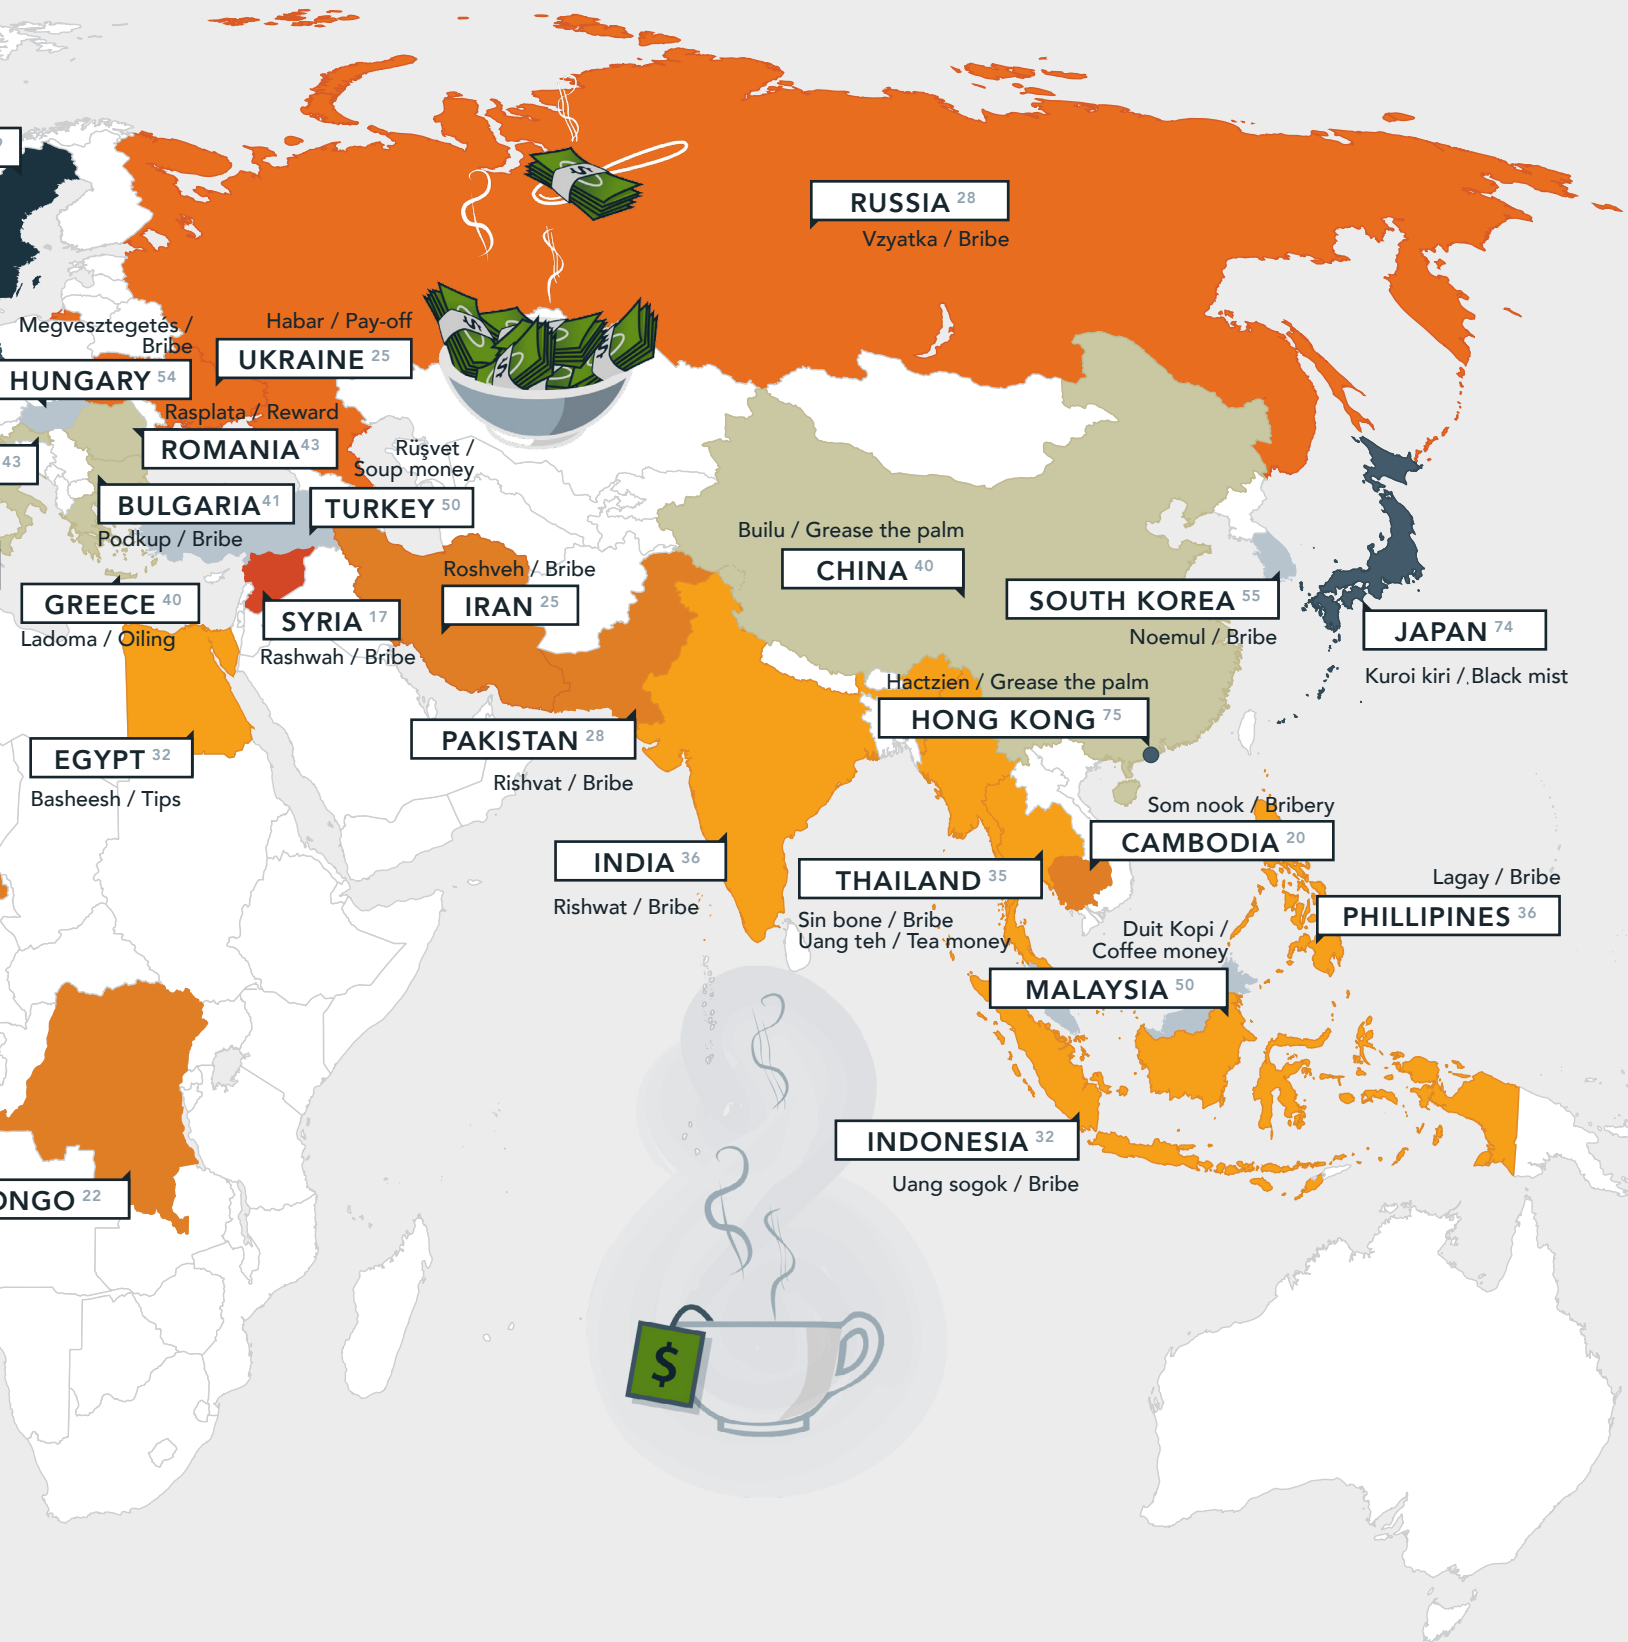 RUSSIA 28
Vzyatka / Bribe
Megvesztegetés /
Bribe
HUNGARY 54
Habar / Pay-off
UKRAINE 25
Rasplata / Reward
ROMANIA 43
43
Rüşvet /
Soup money
TURKEY 50
BULGARIA 41
Podkup / Bribe
Builu / Grease the palm
CHINA 40
Roshveh / Bribe
IRAN 25
GREECE 40
Ladoma / Oiling
SYRIA 17
Rashwah / Bribe
SOUTH KOREA 55
Noemul / Bribe
JAPAN 74
Kuroi kiri / Black mist
Hactzien / Grease the palm
HONG KONG 75
PAKISTAN 28
Rishvat / Bribe
EGYPT 32
Basheesh / Tips
Som nook / Bribery
CAMBODIA 20
INDIA 36
Rishwat / Bribe
THAILAND 35
Sin bone / Bribe
Uang teh / Tea money
Lagay / Bribe
PHILLIPINES 36
Duit Kopi /
Coffee money
MALAYSIA 50
INDONESIA 32
Uang sogok / Bribe
ONGO 22
$